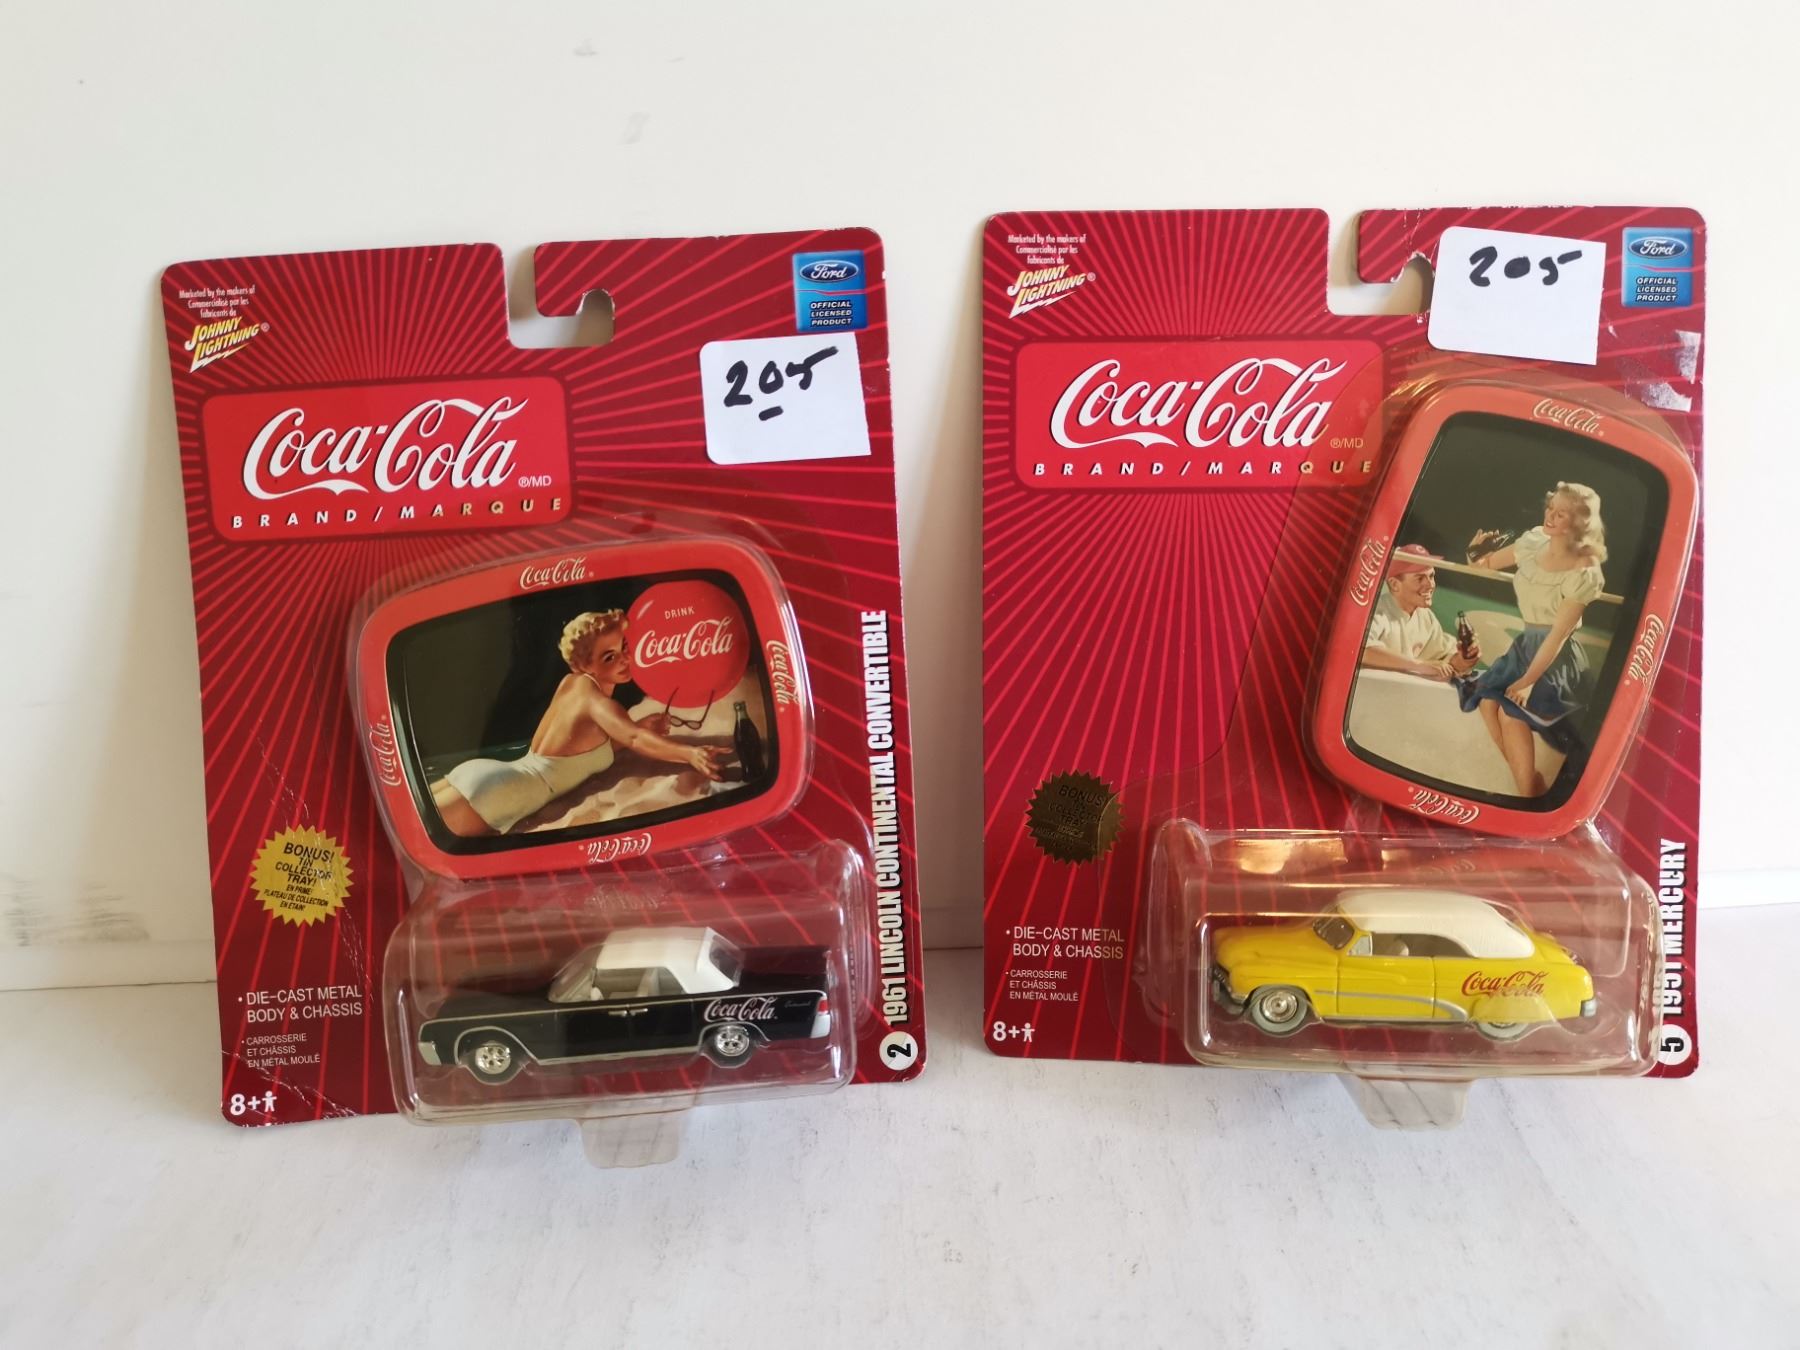 Marketed by the makers of
Commercialisé par les
fabricants de
JOHNNY
LIGHTNING®
Ford
OFFICIAL
LICENSED
PRODUCT
205
Coca-Cola
®/MD
BRAND/MARQUE
Coca-Cola
DRINK
Coca-Cola
Coca-Cola
Coca-Cola
Coca-Cola
BONUS!
TIN
COLLECTOR
TRAY!
EN PRIME!
PLATEAU DE COLLECTION
EN ÉTAIN!
• DIE-CAST METAL
BODY & CHASSIS
• CARROSSERIE
ET CHÂSSIS
EN MÉTAL MOULÉ
8+
Coca-Cola
Continental
2 1961 LINCOLN CONTINENTAL CONVERTIBLE
Marketed by the makers of
Commercialisé par les
fabricants de
JOHNNY
LIGHTNING®
205
Ford
OFFICIAL
LICENSED
PRODUCT
Coca-Cola
®/MD
BRAND/MARQUE
Coca-Cola
Coca-Cola
Coca-Cola
Coca-Cola
BONUS!
TIN
COLLECTOR
TRAY!
• DIE-CAST METAL
BODY & CHASSIS
• CARROSSERIE
ET CHÂSSIS
EN MÉTAL MOULÉ
8+
Coca-Cola
5 1951 MERCURY